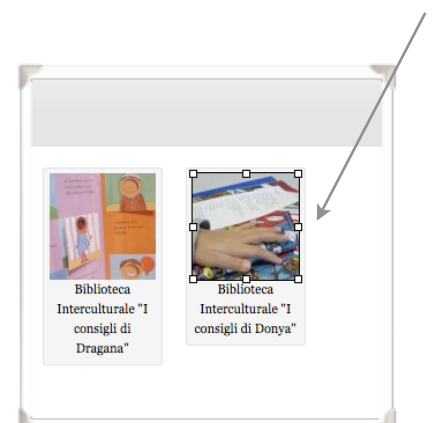 Biblioteca
Interculturale "I
consigli di
Dragana"
Biblioteca
Interculturale "I
consigli di Donya"